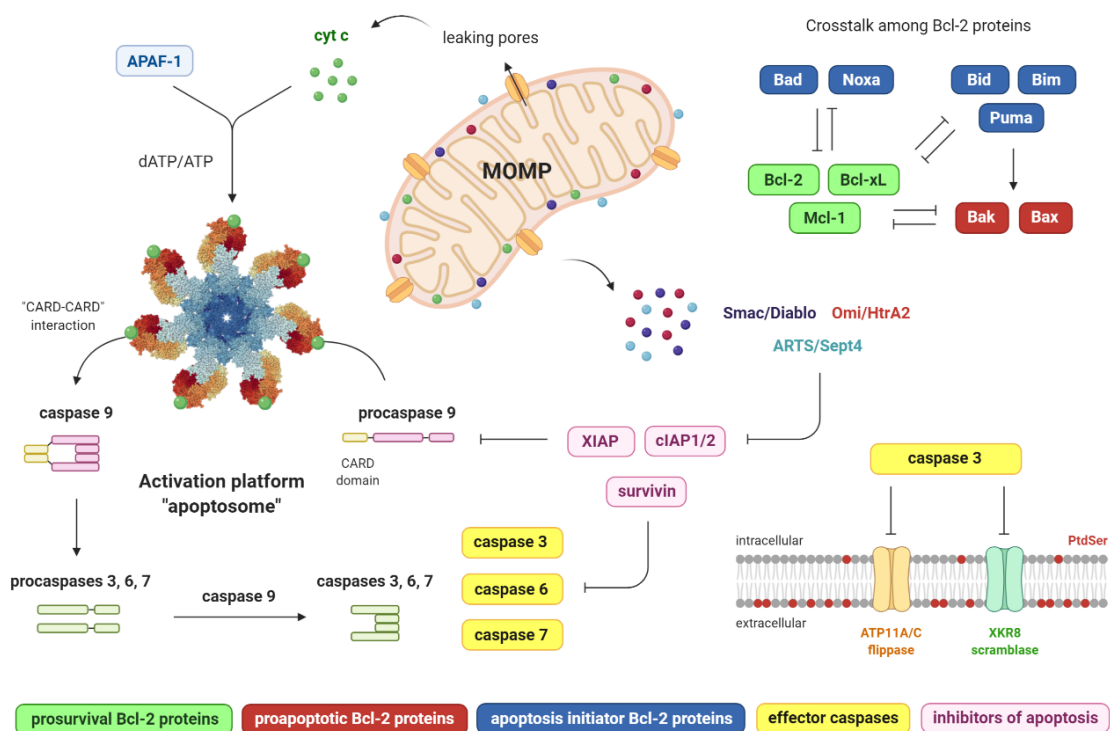 cyt c
leaking pores
APAF-1
dATP/ATP
MOMP
Crosstalk among Bcl-2 proteins
Bad
Noxa
Bid
Bim
Puma
Bcl-2
Bcl-xL
Mcl-1
Bak
Bax
"CARD-CARD"
interaction
Smac/Diablo
Omi/HtrA2
ARTS/Sept4
caspase 9
procaspase 9
CARD
domain
XIAP
cIAP1/2
survivin
Activation platform
"apoptosome"
procaspases 3, 6, 7
caspase 9
caspases 3, 6, 7
caspase 3
caspase 6
caspase 7
caspase 3
intracellular
PtdSer
extracellular
ATP11A/C
flippase
XKR8
scramblase
prosurvival Bcl-2 proteins
proapoptotic Bcl-2 proteins
apoptosis initiator Bcl-2 proteins
effector caspases
inhibitors of apoptosis